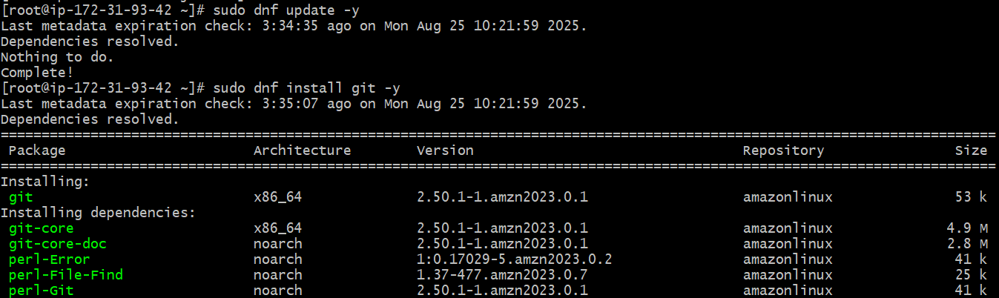 [root@ip-172-31-93-42 ~]# sudo dnf update -y
Last metadata expiration check: 3:34:35 ago on Mon Aug 25 10:21:59 2025.
Dependencies resolved.
Nothing to do.
Complete!
[root@ip-172-31-93-42 ~]# sudo dnf install git -y
Last metadata expiration check: 3:35:07 ago on Mon Aug 25 10:21:59 2025.
Dependencies resolved.
================================================================================
Package Architecture Version Repository Size
================================================================================
Installing:
git x86_64 2.50.1-1.amzn2023.0.1 amazonlinux 53 k
Installing dependencies:
git-core x86_64 2.50.1-1.amzn2023.0.1 amazonlinux 4.9 M
git-core-doc noarch 2.50.1-1.amzn2023.0.1 amazonlinux 2.8 M
perl-Error noarch 1:0.17029-5.amzn2023.0.2 amazonlinux 41 k
perl-File-Find noarch 1.37-477.amzn2023.0.7 amazonlinux 25 k
perl-Git noarch 2.50.1-1.amzn2023.0.1 amazonlinux 41 k